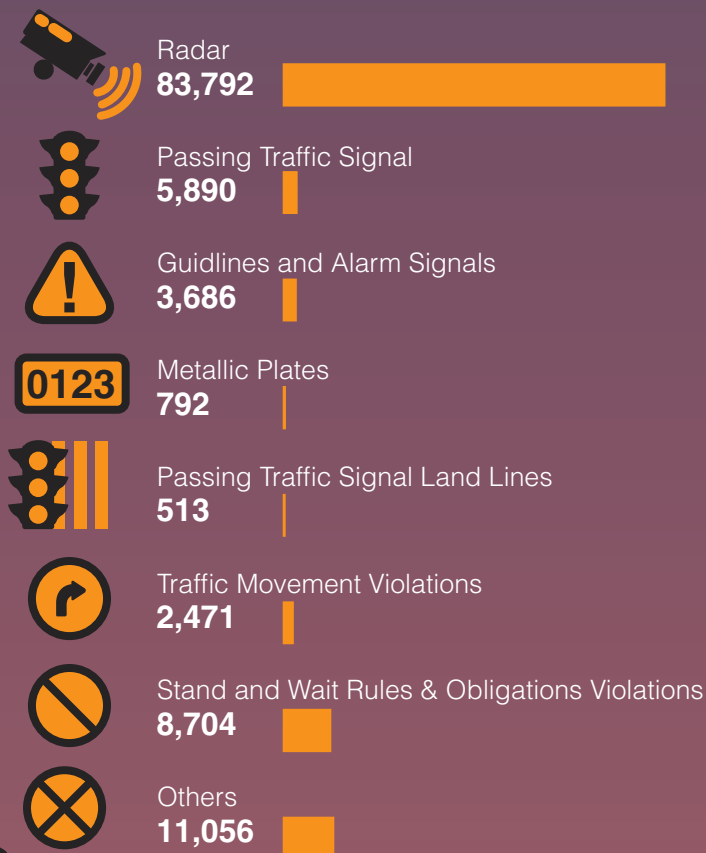 Radar
83,792
Passing Traffic Signal
5,890
Guidlines and Alarm Signals
3,686
0123
Metallic Plates
792
Passing Traffic Signal Land Lines
513
Traffic Movement Violations
2,471
Stand and Wait Rules & Obligations Violations
8,704
Others
11,056